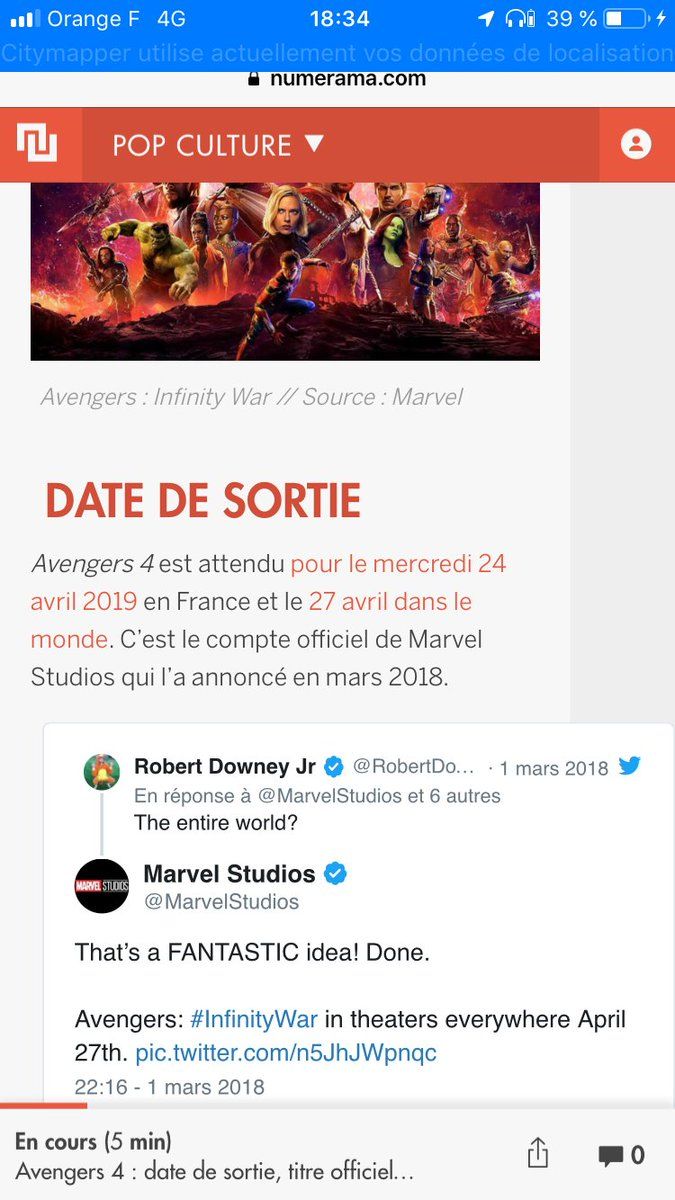 Orange F 4G 18:34 39 %
Citymapper utilise actuellement vos données de localisation
numerama.com
POP CULTURE ▼
Avengers : Infinity War // Source : Marvel
DATE DE SORTIE
Avengers 4 est attendu pour le mercredi 24
avril 2019 en France et le 27 avril dans le
monde. C’est le compte officiel de Marvel
Studios qui l’a annoncé en mars 2018.
Robert Downey Jr @RobertDo… · 1 mars 2018
En réponse à @MarvelStudios et 6 autres
The entire world?
MARVEL STUDIOS
Marvel Studios
@MarvelStudios
That’s a FANTASTIC idea! Done.
Avengers: #InfinityWar in theaters everywhere April
27th. pic.twitter.com/n5JhJWpnqc
22:16 - 1 mars 2018
En cours (5 min)
Avengers 4 : date de sortie, titre officiel…
0